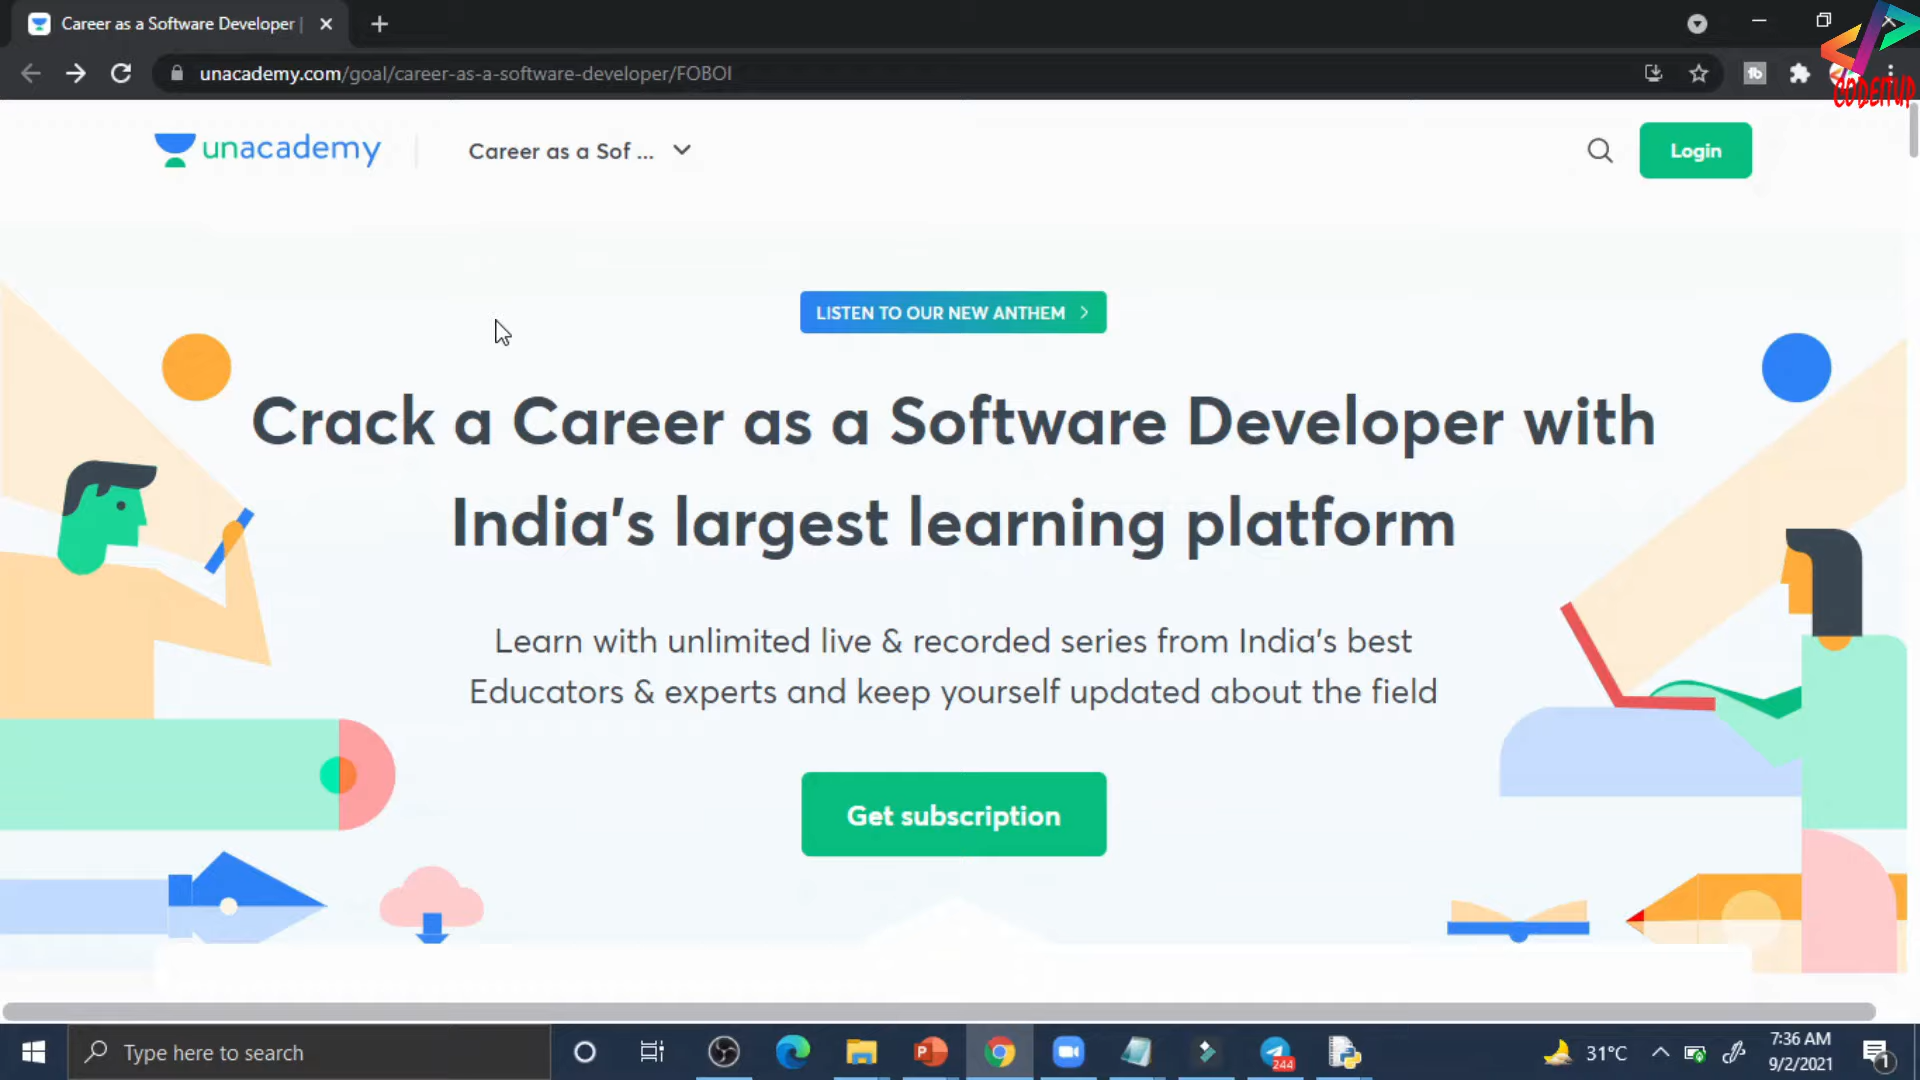 Career as a Software Developer |
unacademy.com/goal/career-as-a-software-developer/FOBOI
CODEITUP
unacademy
Career as a Sof ...
Login
LISTEN TO OUR NEW ANTHEM
Crack a Career as a Software Developer with
India's largest learning platform
Learn with unlimited live & recorded series from India's best
Educators & experts and keep yourself updated about the field
Get subscription
Type here to search
244
31°C
7:36 AM
9/2/2021
1